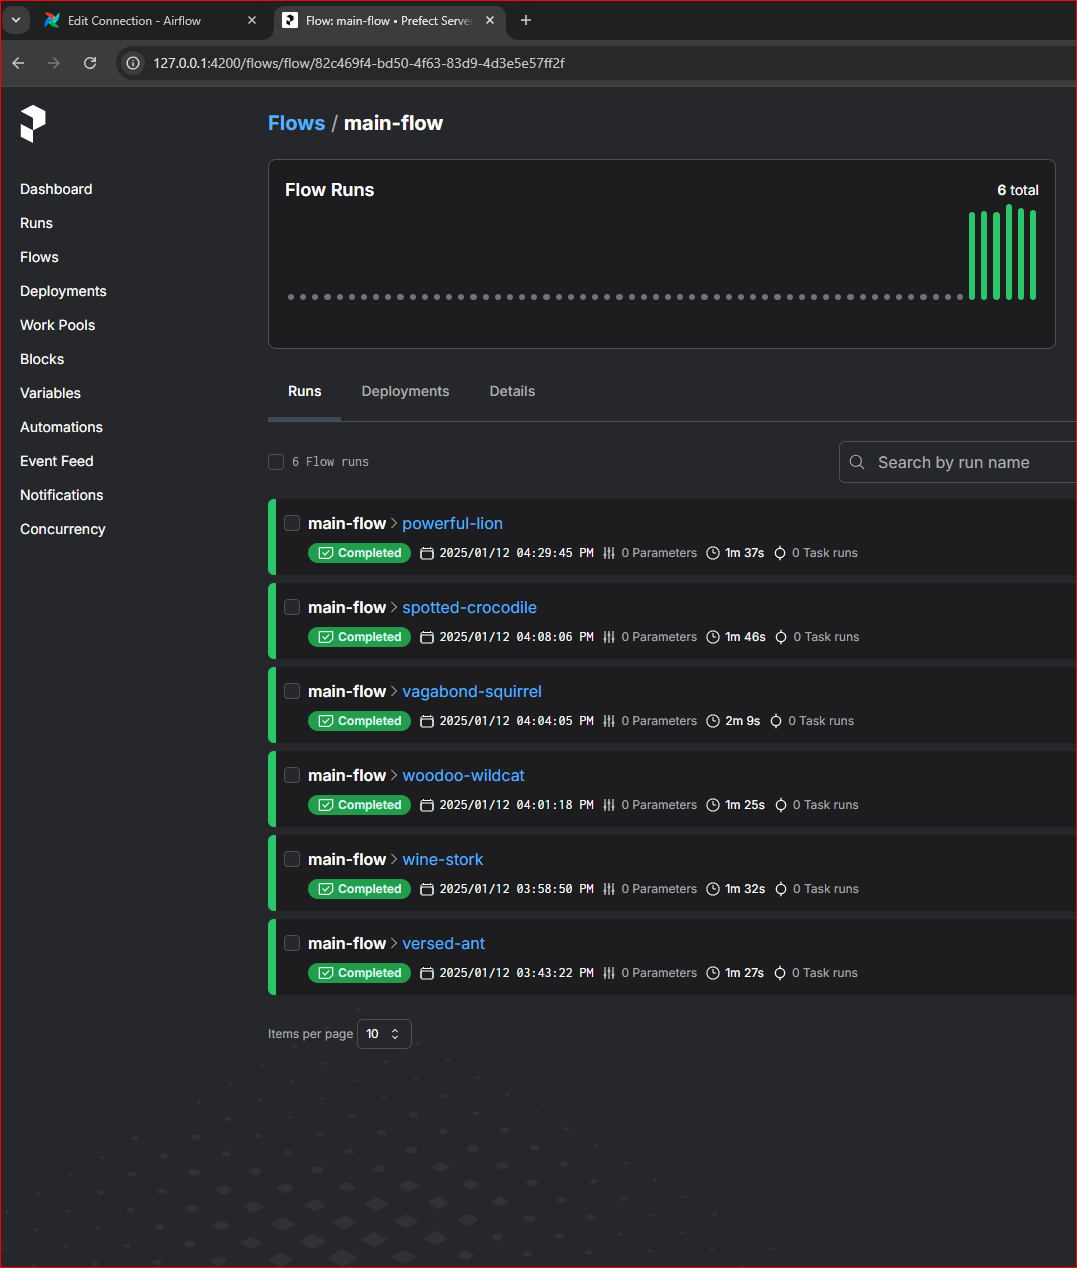 Edit Connection - Airflow
Flow: main-flow • Prefect Serve
127.0.0.1:4200/flows/flow/82c469f4-bd50-4f63-83d9-4d3e5e57ff2f
Flows / main-flow
Dashboard
Runs
Flows
Deployments
Work Pools
Blocks
Variables
Automations
Event Feed
Notifications
Concurrency
Flow Runs
6 total
Runs Deployments Details
6 Flow runs
Search by run name
main-flow > powerful-lion
Completed 2025/01/12 04:29:45 PM 0 Parameters 1m 37s 0 Task runs
main-flow > spotted-crocodile
Completed 2025/01/12 04:08:06 PM 0 Parameters 1m 46s 0 Task runs
main-flow > vagabond-squirrel
Completed 2025/01/12 04:04:05 PM 0 Parameters 2m 9s 0 Task runs
main-flow > woodoo-wildcat
Completed 2025/01/12 04:01:18 PM 0 Parameters 1m 25s 0 Task runs
main-flow > wine-stork
Completed 2025/01/12 03:58:50 PM 0 Parameters 1m 32s 0 Task runs
main-flow > versed-ant
Completed 2025/01/12 03:43:22 PM 0 Parameters 1m 27s 0 Task runs
Items per page 10